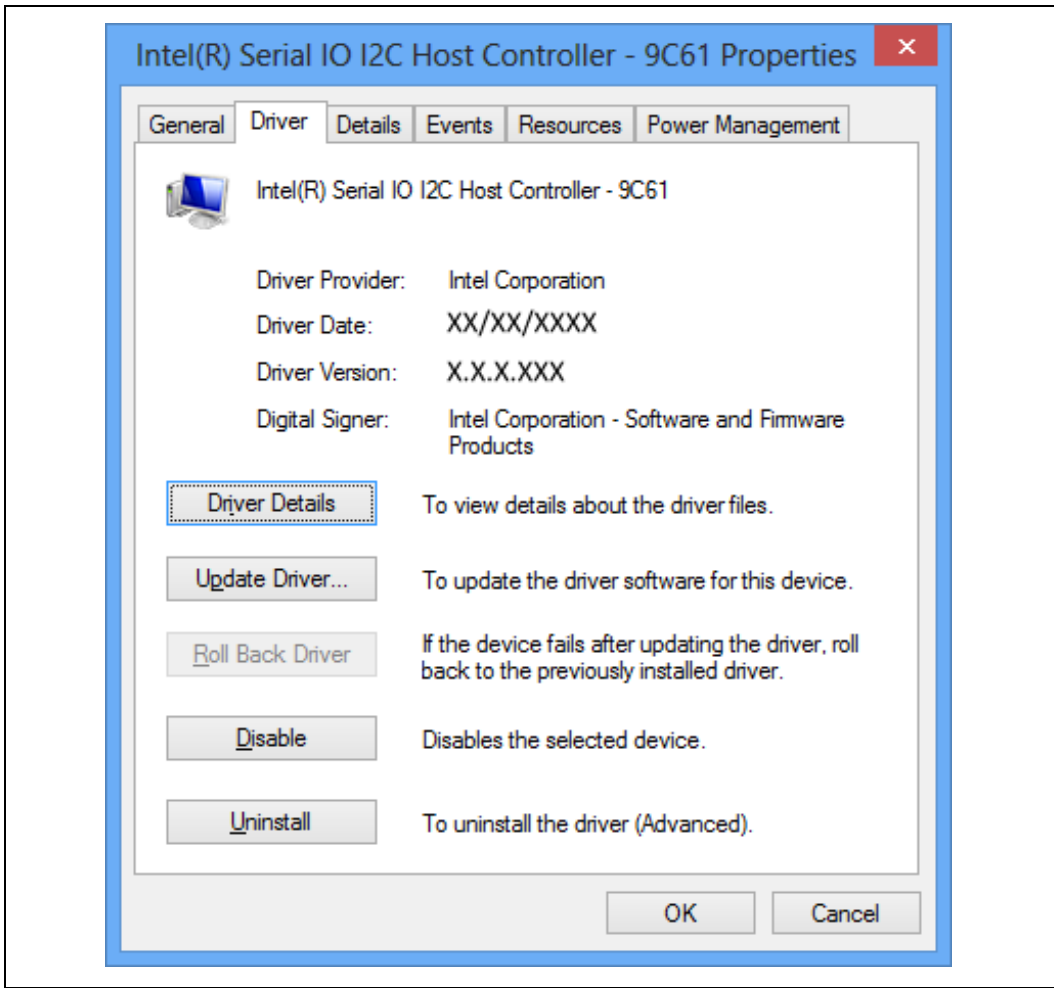 Intel(R) Serial IO I2C Host Controller - 9C61 Properties
General Driver Details Events Resources Power Management
Intel(R) Serial IO I2C Host Controller - 9C61
Driver Provider: Intel Corporation
Driver Date: XX/XX/XXXX
Driver Version: X.X.X.XXX
Digital Signer: Intel Corporation - Software and Firmware
Products
Driver Details To view details about the driver files.
Update Driver... To update the driver software for this device.
Roll Back Driver If the device fails after updating the driver, roll
back to the previously installed driver.
Disable Disables the selected device.
Uninstall To uninstall the driver (Advanced).
OK Cancel